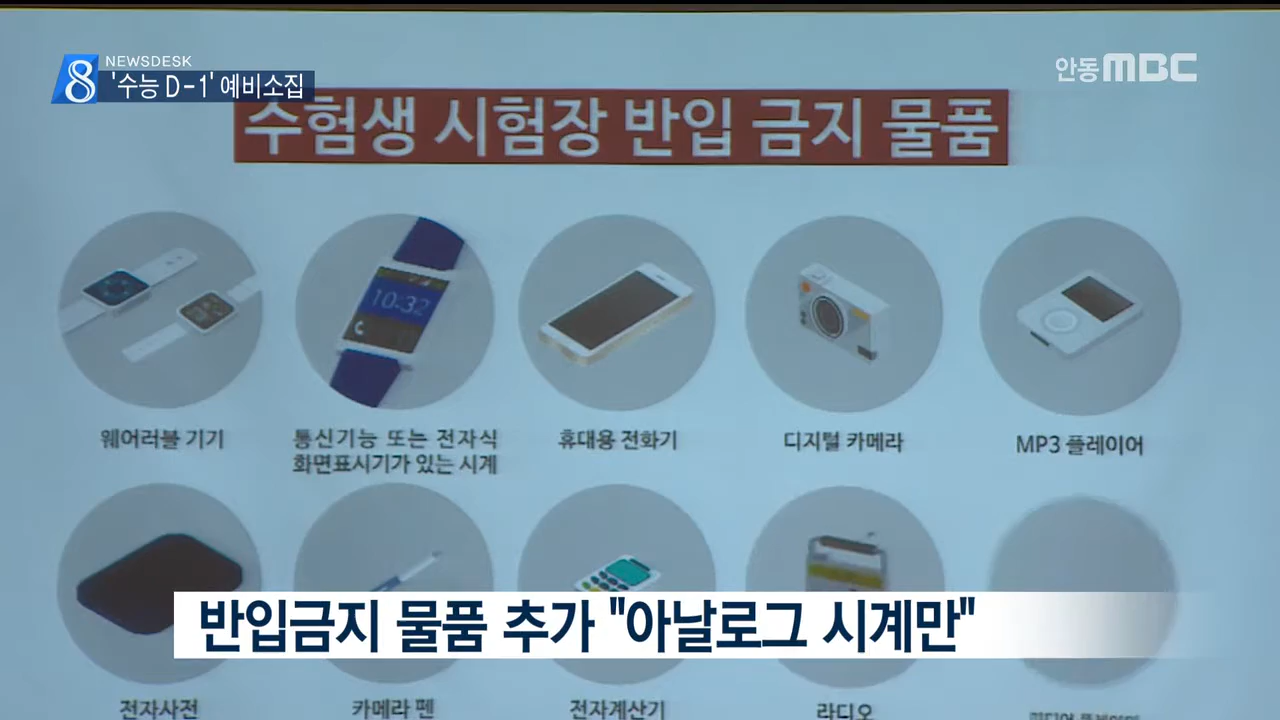 NEWSDESK
8 '수능 D-1' 예비소집
안동MBC
수험생 시험장 반입 금지 물품
10:32
웨어러블 기기
통신기능 또는 전자식
화면표시기가 있는 시계
휴대용 전화기
디지털 카메라
MP3 플레이어
반입금지 물품 추가 "아날로그 시계만"
전자사전
카메라 펜
전자계산기
라디오